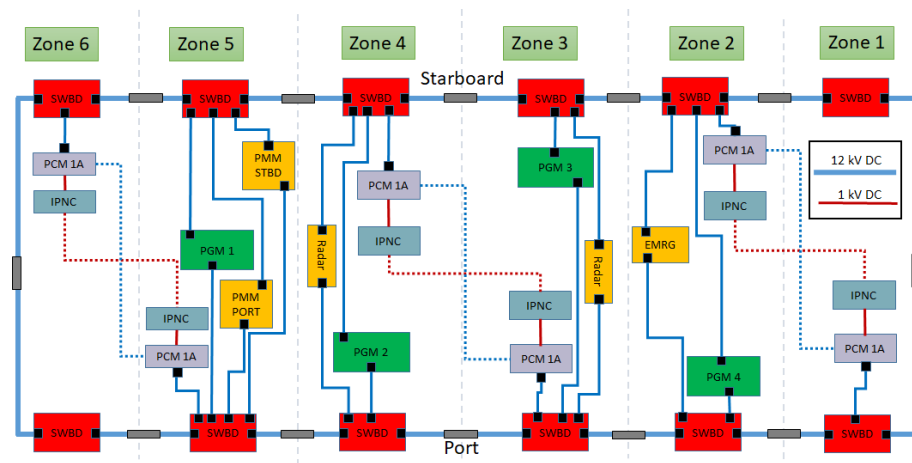 Zone 6
Zone 5
Zone 4
Zone 3
Zone 2
Zone 1
Starboard
SWBD
SWBD
SWBD
SWBD
SWBD
SWBD
PCM 1A
IPNC
PMM
STBD
PGM 1
PMM
PORT
IPNC
PCM 1A
PCM 1A
IPNC
Radar
PGM 2
PGM 3
Radar
IPNC
PCM 1A
PCM 1A
IPNC
EMRG
PGM 4
12 kV DC
1 kV DC
IPNC
PCM 1A
SWBD
SWBD
SWBD
SWBD
SWBD
SWBD
Port